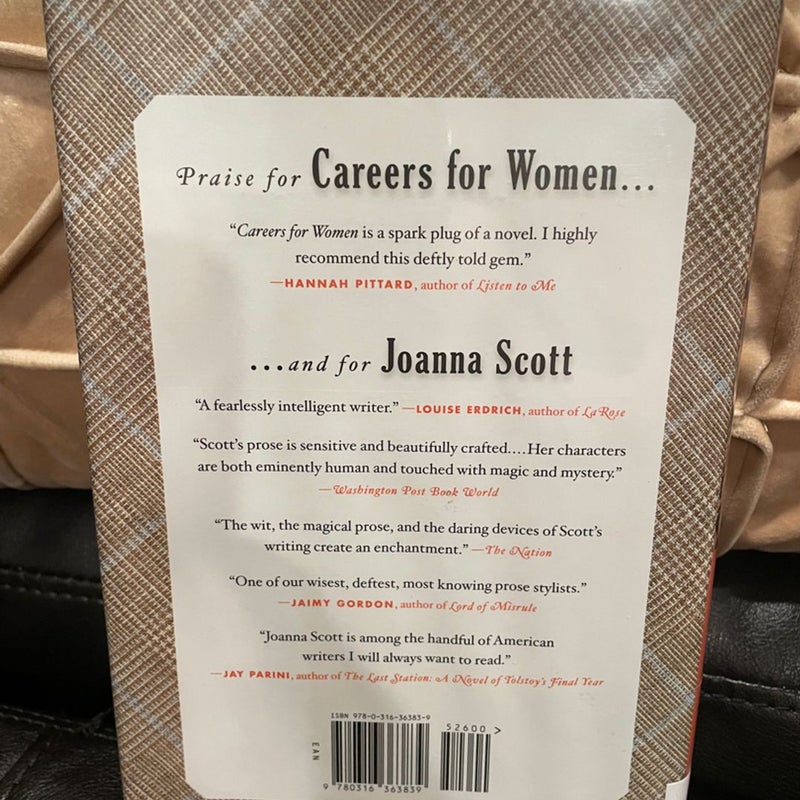 Praise for Careers for Women...
“Careers for Women is a spark plug of a novel. I highly
recommend this deftly told gem.”
—HANNAH PITTARD, author of Listen to Me
...and for Joanna Scott
“A fearlessly intelligent writer.” —LOUISE ERDRICH, author of LaRose
“Scott’s prose is sensitive and beautifully crafted....Her characters
are both eminently human and touched with magic and mystery.”
—Washington Post Book World
“The wit, the magical prose, and the daring devices of Scott’s
writing create an enchantment.” —The Nation
“One of our wisest, deftest, most knowing prose stylists.”
—JAIMY GORDON, author of Lord of Misrule
“Joanna Scott is among the handful of American
writers I will always want to read.”
—JAY PARINI, author of The Last Station: A Novel of Tolstoy’s Final Year
ISBN 978-0-316-36383-9
52600 >
EAN
9 780316 363839